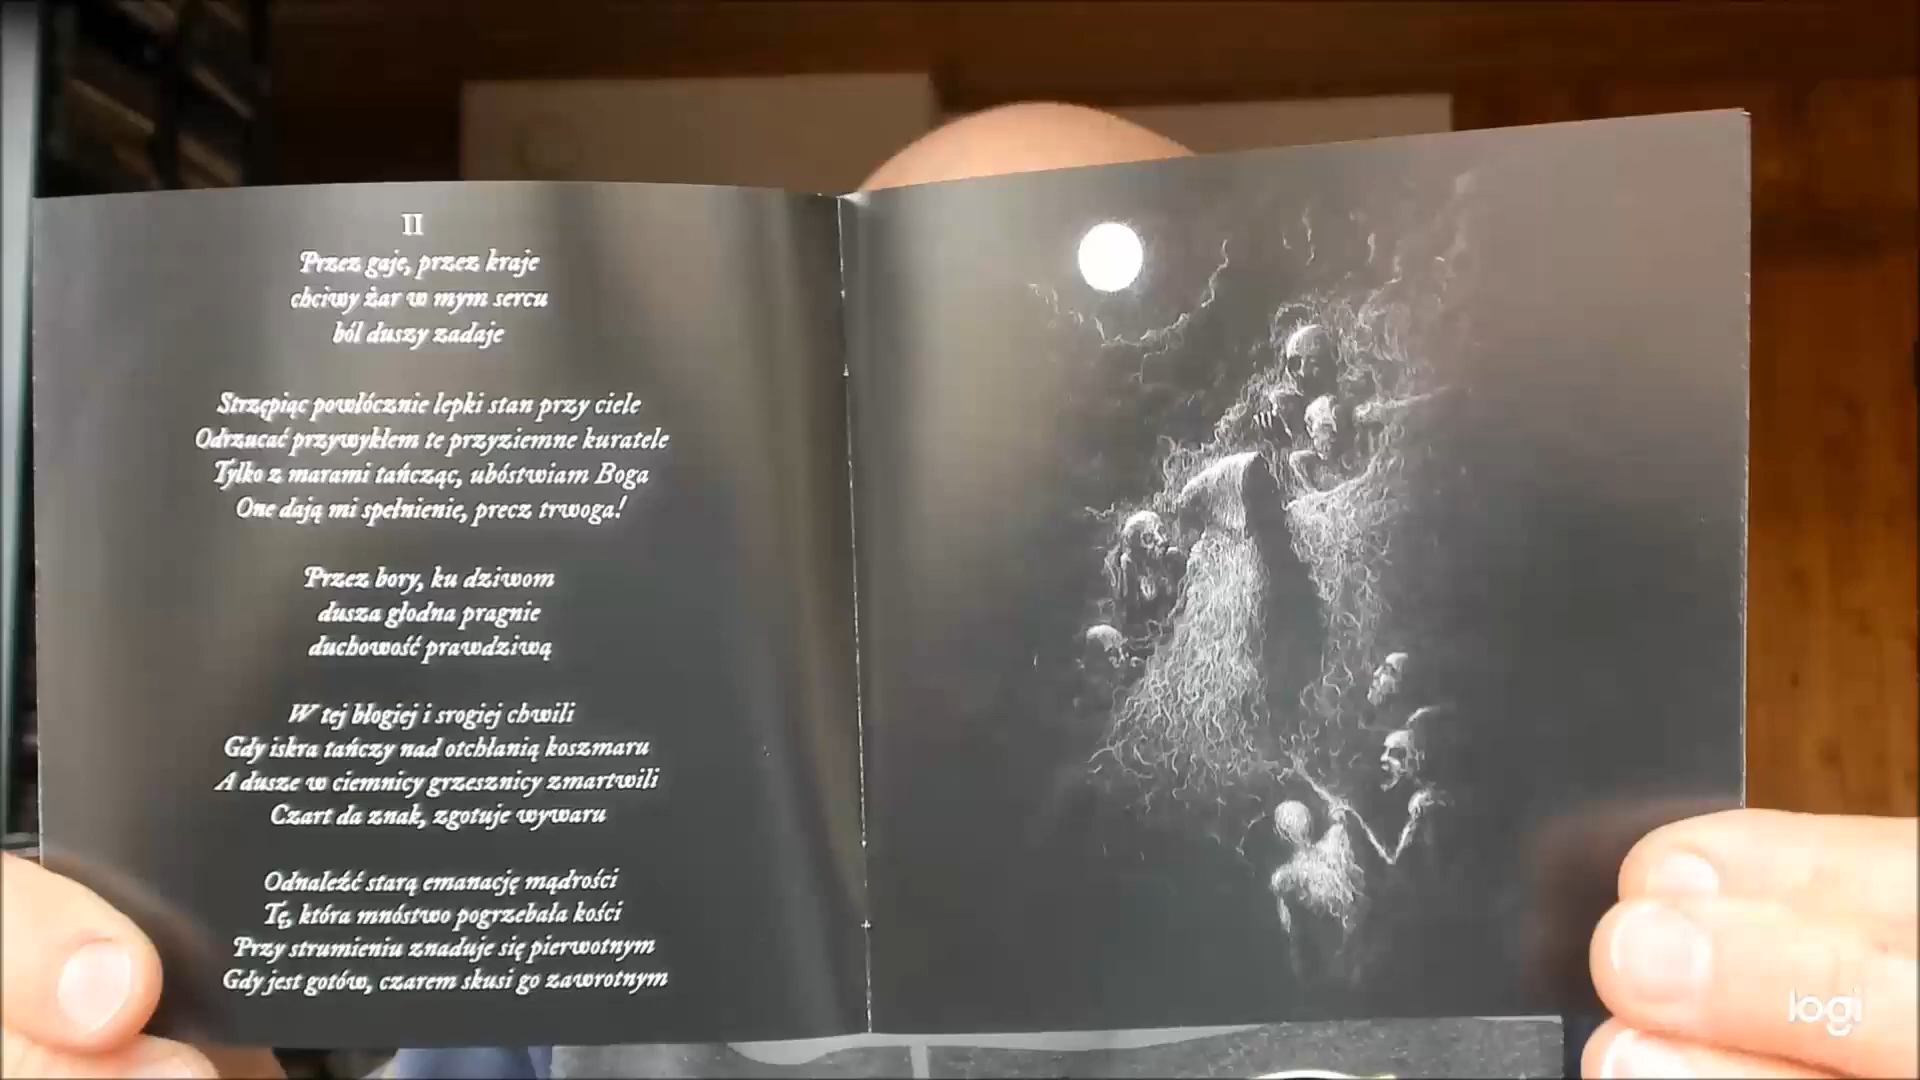 II
Przez gaje, przez kraje
chciwy żar w mym sercu
ból duszy zadaje
Strzępiąc powłócznie lepki stan przy ciele
Odrzucać przywykłem te przyziemne kuratele
Tylko z marami tańcząc, ubóstwiam Boga
One dają mi spełnienie, precz trwoga!
Przez bory, ku dziwom
dusza głodna pragnie
duchowość prawdziwą
W tej błogiej i srogiej chwili
Gdy iskra tańczy nad otchłanią koszmaru
A dusze w ciemnicy grzesznicy zmartwili
Czart da znak, zgotuje wywaru
Odnaleźć starą emanację mądrości
Tę, która mnóstwo pogrzebała kości
Przy strumieniu znaduje się pierwotnym
Gdy jest gotów, czarem skusi go zawrotnym
logi